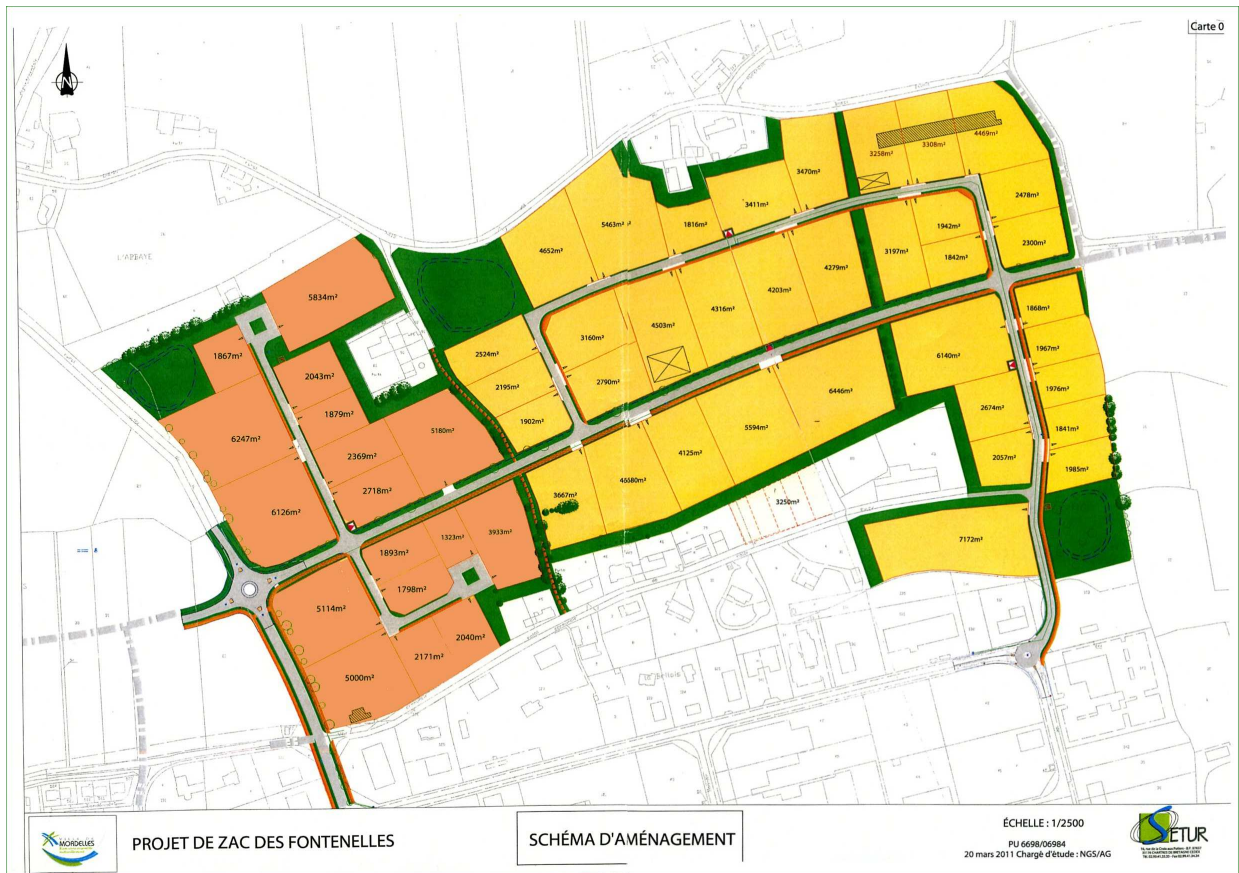 Carte 0
N
4469m²
3308m²
3258m²
3470m²
2478m²
3411m²
5463m²
1816m²
1942m²
4652m²
2300m²
3197m²
1842m²
4279m²
L'ABBAYE
4203m²
5834m²
4316m²
1868m²
4503m²
3160m²
1967m²
2524m²
1867m²
6140m²
2043m²
2790m²
2195m²
1976m²
6446m²
2674m²
1879m²
1902m²
5594m²
1841m²
5180m²
6247m²
4125m²
2369m²
2057m²
1985m²
46580m²
2718m²
3667m²
3250m²
6126m²
3933m²
1323m²
7172m²
1893m²
1798m²
5114m²
2040m²
2171m²
5000m²
MORDELLES
PROJET DE ZAC DES FONTENELLES
SCHÉMA D'AMÉNAGEMENT
ÉCHELLE : 1/2500
PU 6698/06984
20 mars 2011 Chargé d'étude : NGS/AG
SETUR